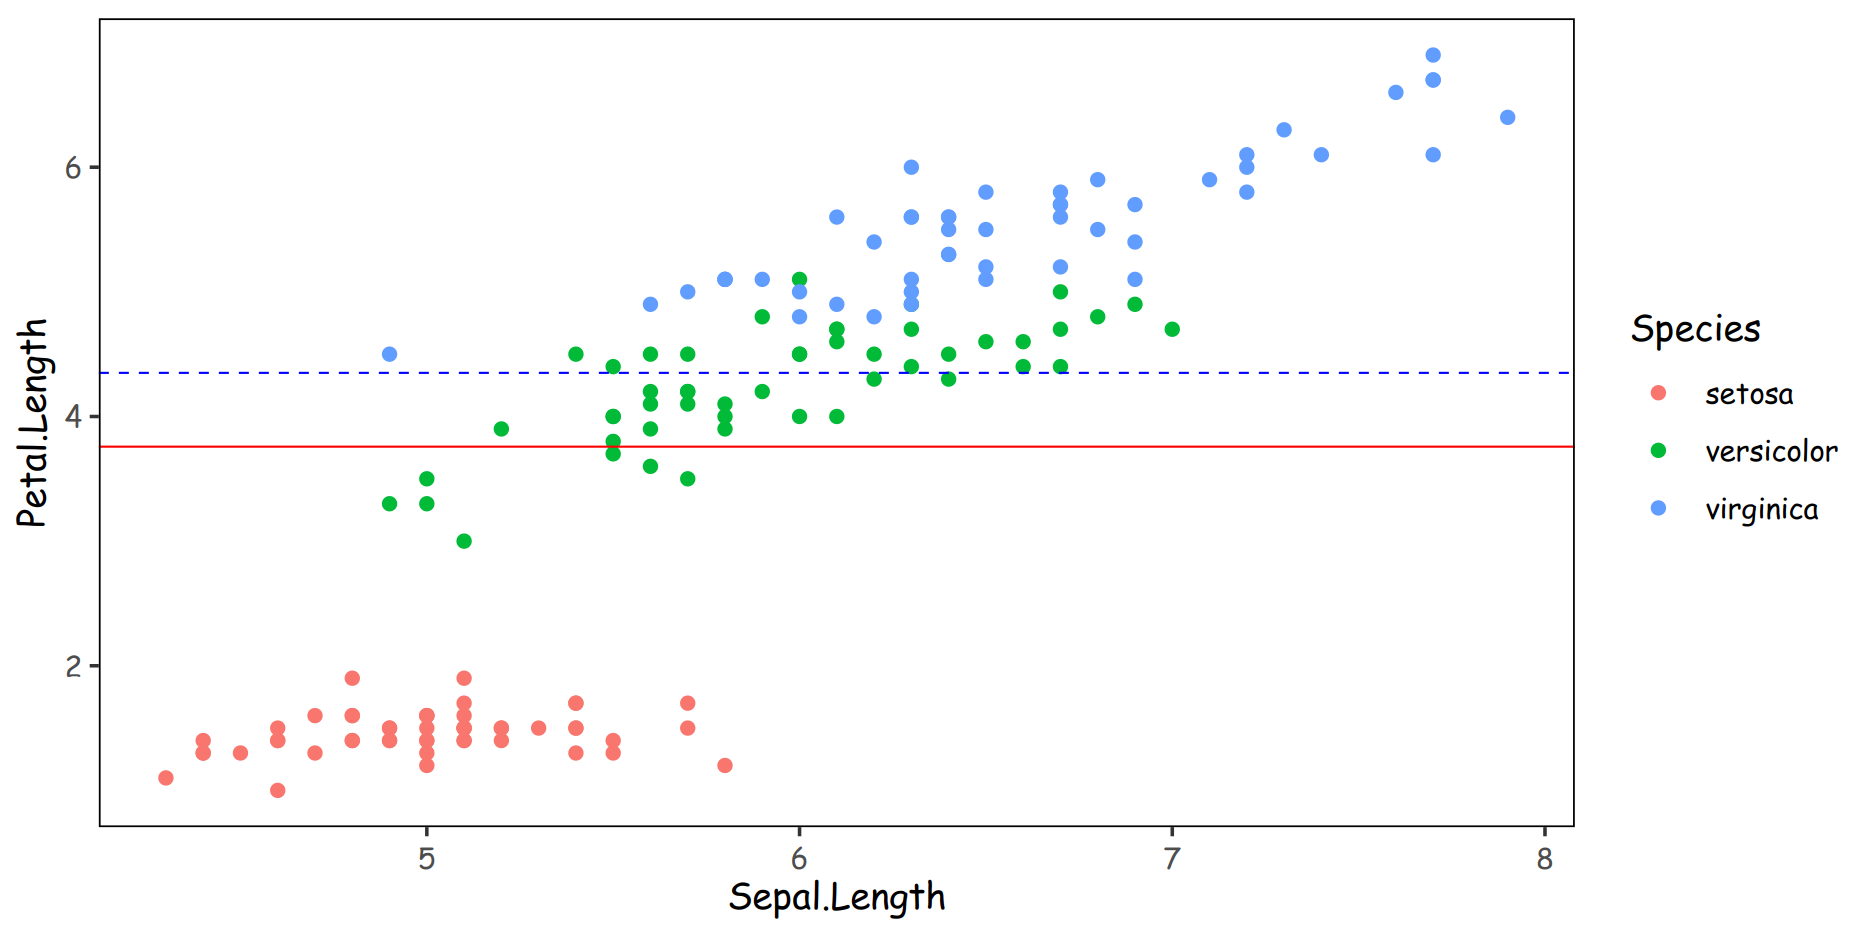 Petal.Length
6
4
2
5 6 7 8
Sepal.Length
Species
setosa
versicolor
virginica